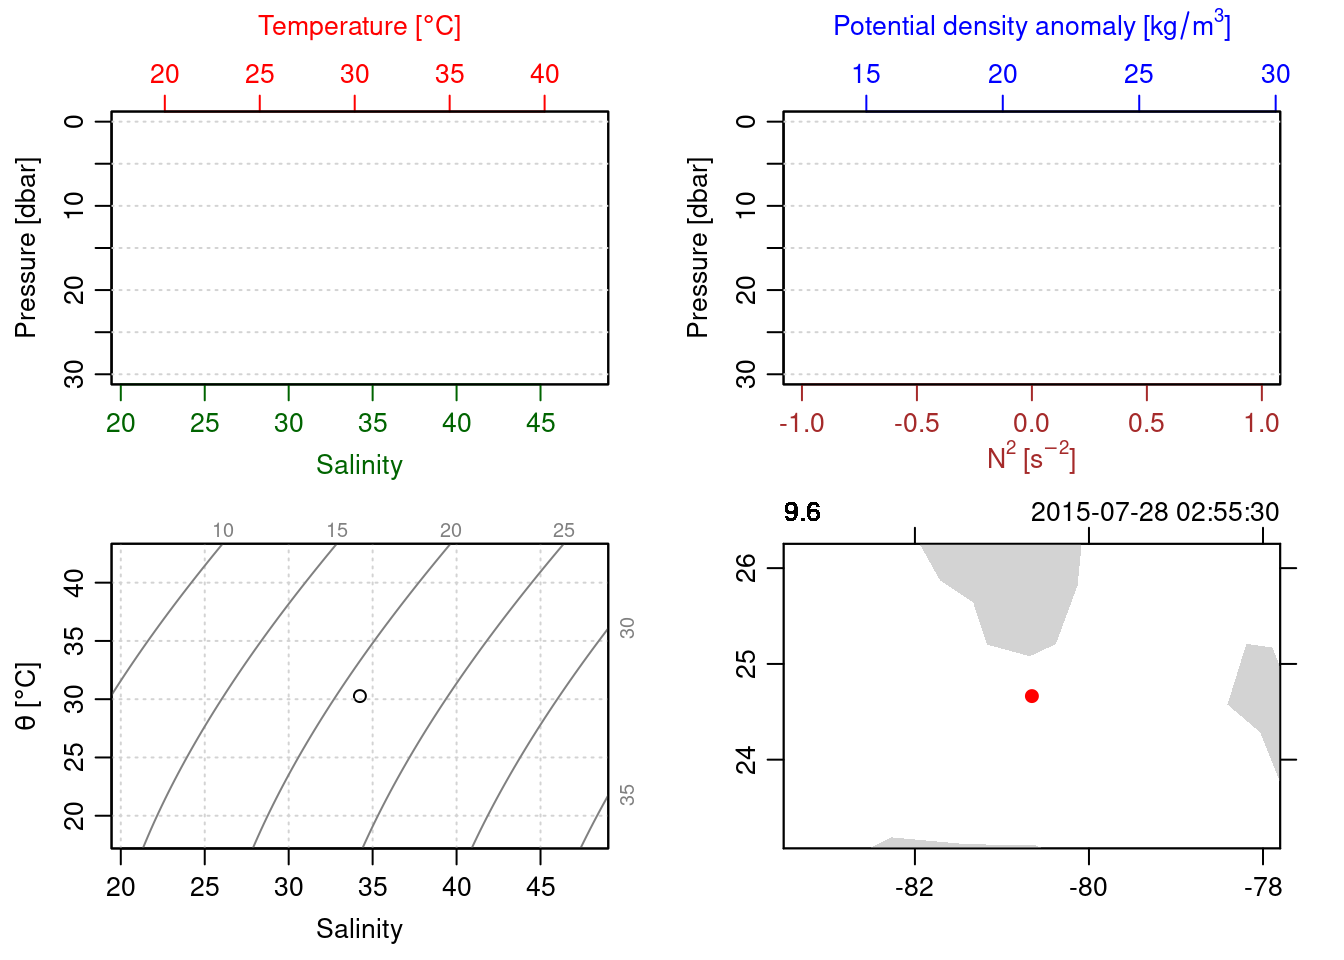 Temperature [°C]
20 25 30 35 40
0
10
20
30
Pressure [dbar]
20 25 30 35 40 45
Salinity
Potential density anomaly [kg/m³]
15 20 25 30
0
10
20
30
Pressure [dbar]
-1.0 -0.5 0.0 0.5 1.0
N² [s⁻²]
10 15 20 25
30
35
40
35
30
25
20
θ [°C]
20 25 30 35 40 45
Salinity
9.6 2015-07-28 02:55:30
26
25
24
-82 -80 -78